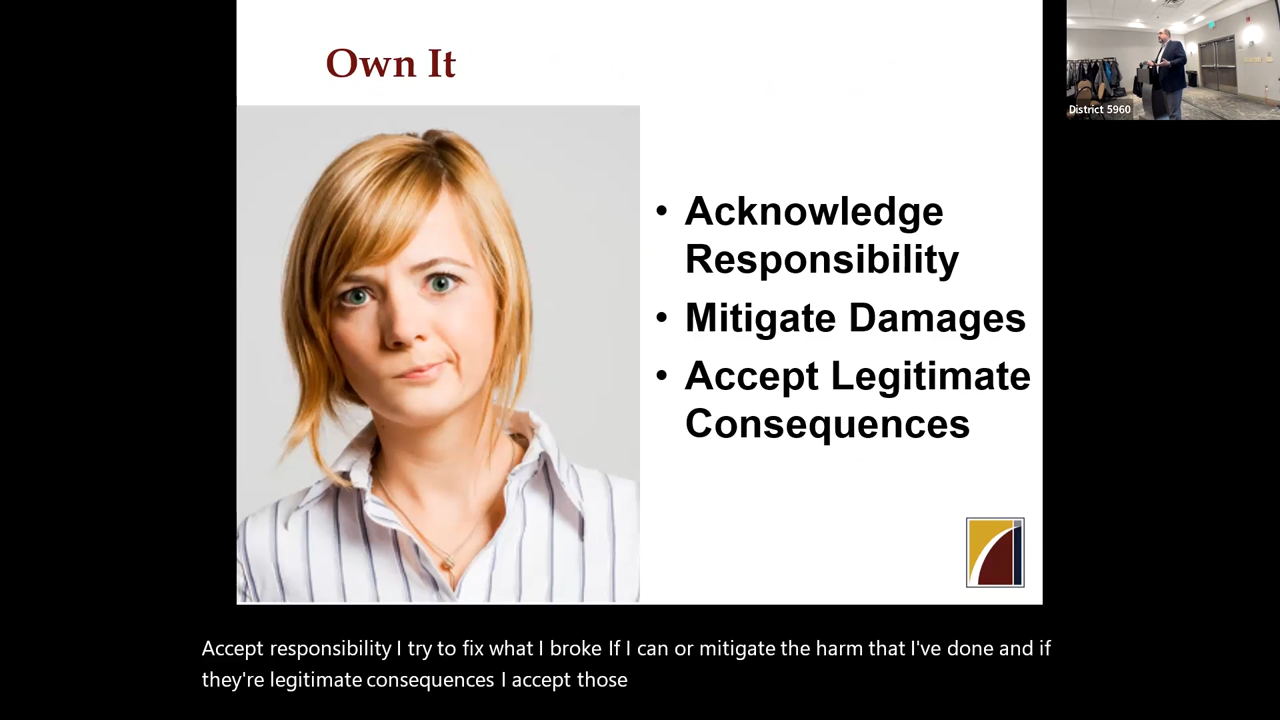 Own It
District 5960
• Acknowledge
Responsibility
• Mitigate Damages
• Accept Legitimate
Consequences
Accept responsibility I try to fix what I broke If I can or mitigate the harm that I've done and if
they're legitimate consequences I accept those